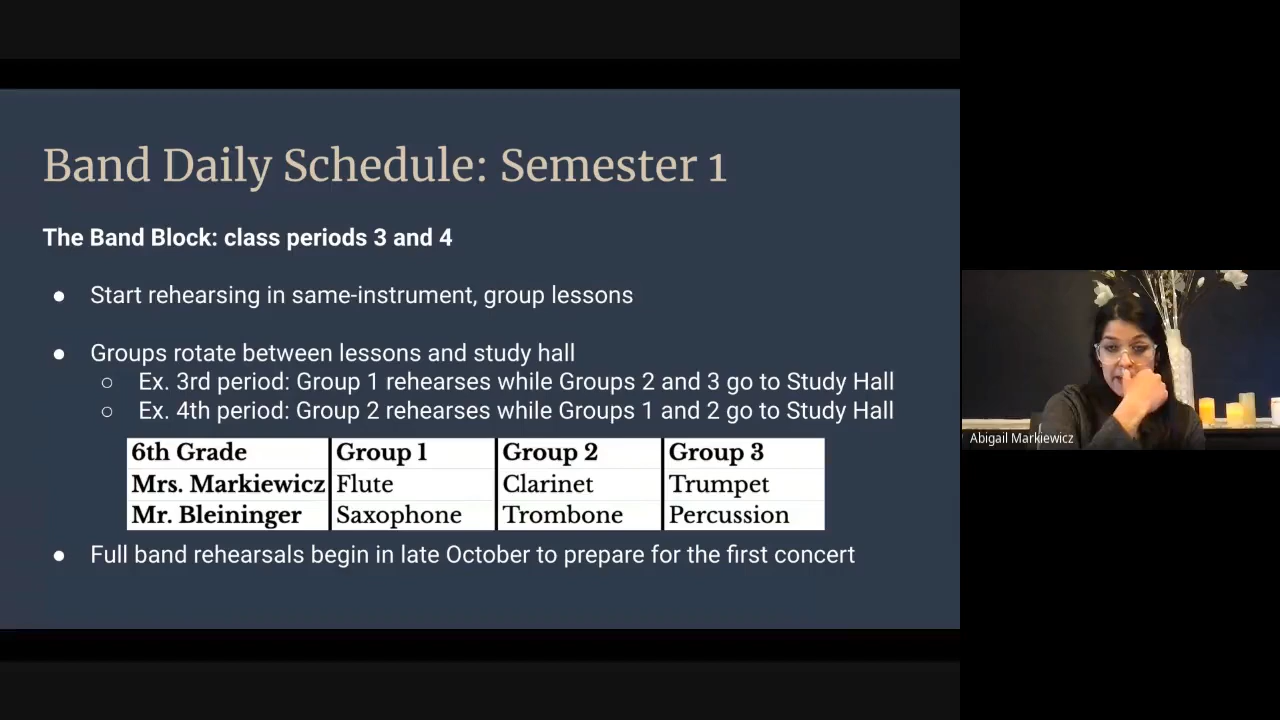 Band Daily Schedule: Semester 1
The Band Block: class periods 3 and 4
● Start rehearsing in same-instrument, group lessons
● Groups rotate between lessons and study hall
○ Ex. 3rd period: Group 1 rehearses while Groups 2 and 3 go to Study Hall
○ Ex. 4th period: Group 2 rehearses while Groups 1 and 2 go to Study Hall
6th Grade Group 1 Group 2 Group 3
Mrs. Markiewicz Flute Clarinet Trumpet
Mr. Bleininger Saxophone Trombone Percussion
● Full band rehearsals begin in late October to prepare for the first concert
Abigail Markiewicz